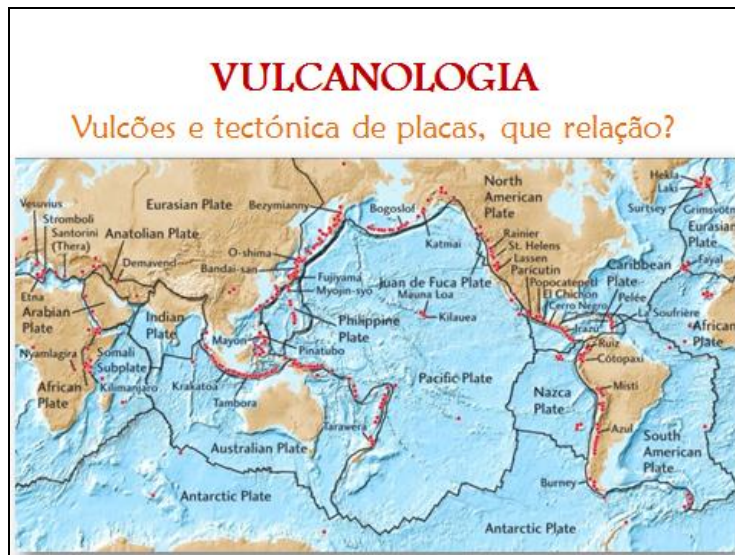 VULCANOLOGIA
Vulcões e tectónica de placas, que relação?
Vesuvius
Stromboli
Santorini
(Thera)
Anatolian Plate
Demavend
Eurasian Plate
Bezymianny
Bogoslof
Katmai
North
American
Plate
Rainier
St. Helens
Lassen
Paricutin
Popocatepetl
El Chichon
Cerro Negro
Caribbean
Plate
Pelée
La Soufrière
Hekla
Laki
Surtsey
Grimsvotn
Eurasian
Plate
Fayal
African
Plate
O-shima
Bandai-san
Fujiyama
Myojin-syo
Juan de Fuca Plate
Mauna Loa
Kilauea
Etna
Arabian
Plate
Indian
Plate
Philippine
Plate
Mayon
Pinatubo
Nyamlagira
Somali
Subplate
African
Plate
Kilimanjaro
Krakatoa
Tambora
Tarawera
Pacific Plate
Australian Plate
Antarctic Plate
Irazu
Ruiz
Cotopaxi
Nazca
Plate
Misti
Azul
South
American
Plate
Burney
Antarctic Plate